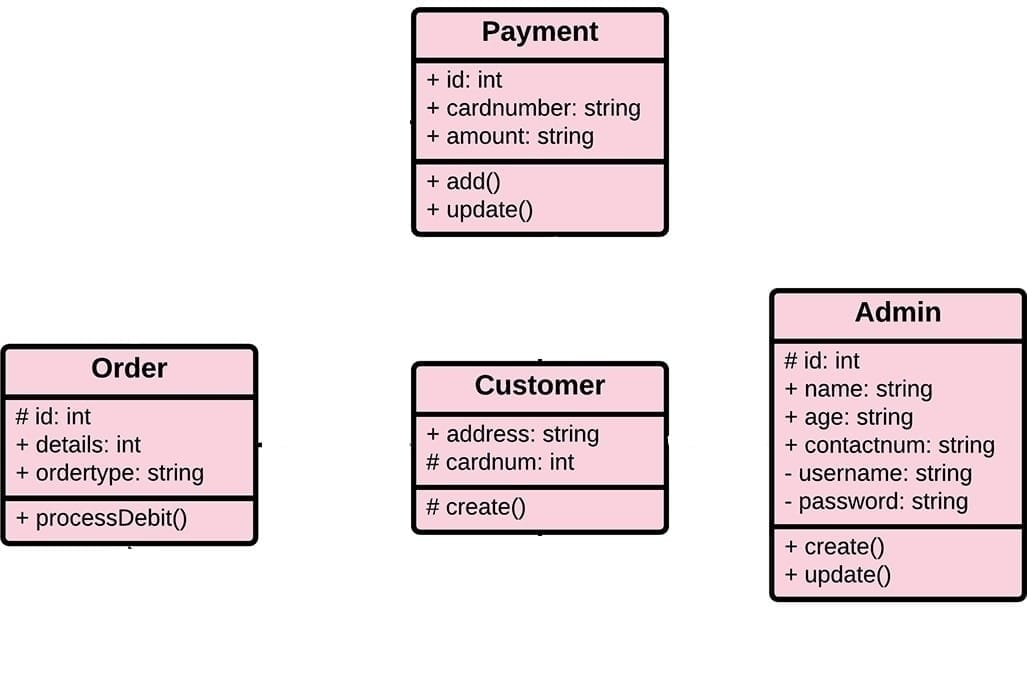 Payment
+ id: int
+ cardnumber: string
+ amount: string
+ add()
+ update()
Order
# id: int
+ details: int
+ ordertype: string
+ processDebit()
Customer
+ address: string
# cardnum: int
# create()
Admin
# id: int
+ name: string
+ age: string
+ contactnum: string
- username: string
- password: string
+ create()
+ update()